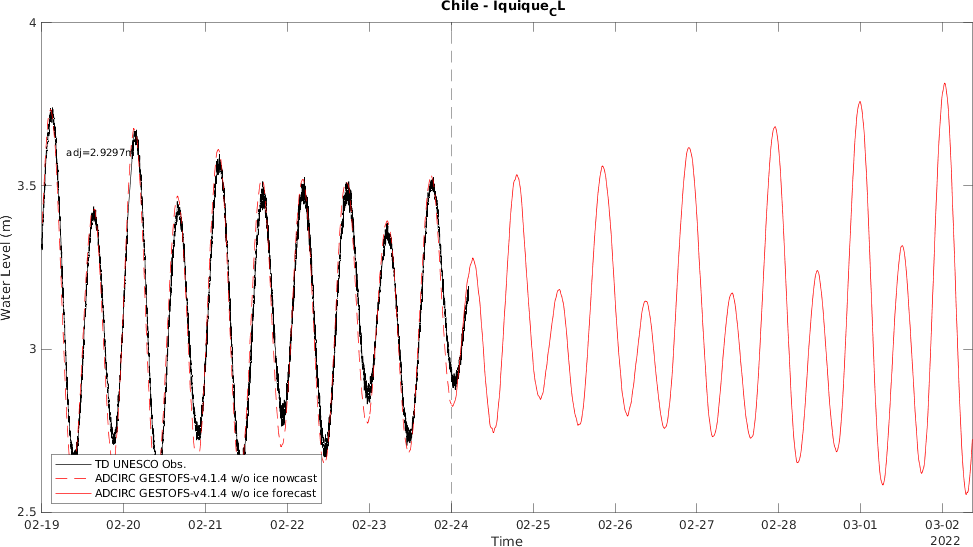 Chile - Iquique_CL
4
3.5
3
2.5
Water Level (m)
adj=2.9297m
TD UNESCO Obs.
ADCIRC GESTOFS-v4.1.4 w/o ice nowcast
ADCIRC GESTOFS-v4.1.4 w/o ice forecast
02-19 02-20 02-21 02-22 02-23 02-24 02-25 02-26 02-27 02-28 03-01 03-02
2022
Time